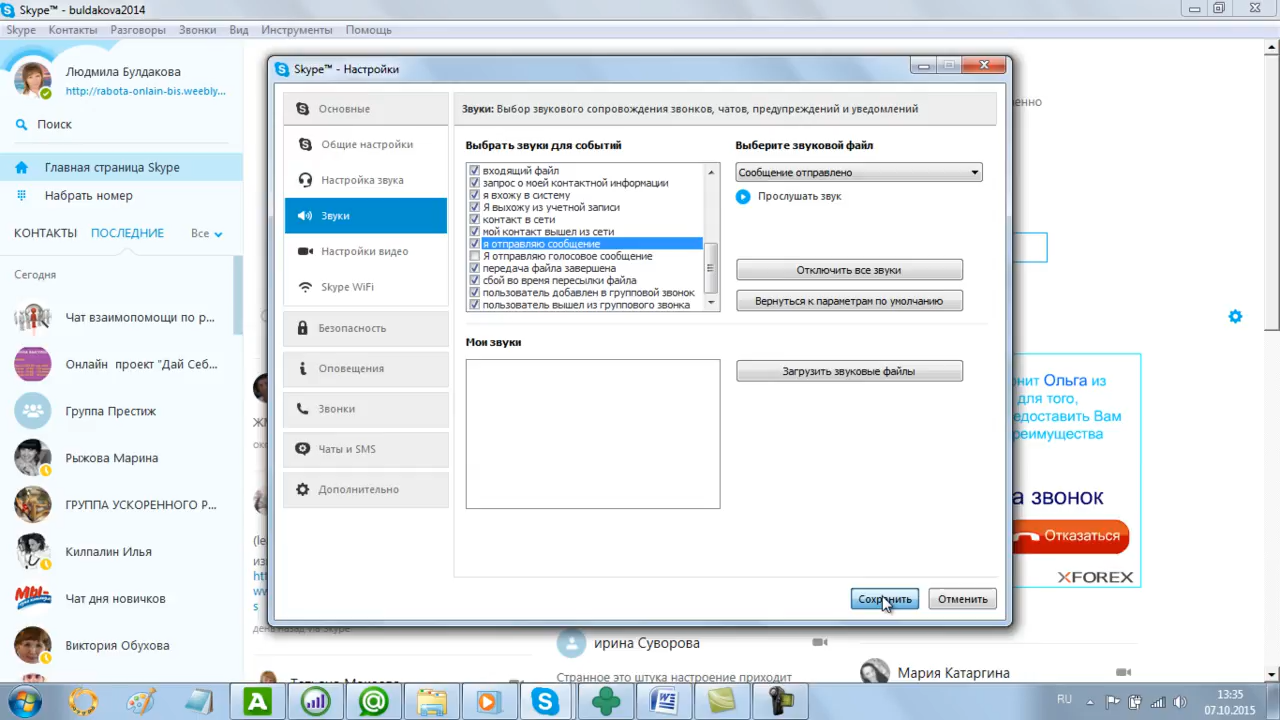 Skype™ - buldakova2014
Skype Контакты Разговоры Звонки Вид Инструменты Помощь
Людмила Булдакова
http://rabota-onlain-bis.weebly...
Поиск
Главная страница Skype
Набрать номер
КОНТАКТЫ ПОСЛЕДНИЕ Все
Сегодня
Чат взаимопомощи по р...
Онлайн проект "Дай Себ...
Группа Престиж
Рыжова Марина
ГРУППА УСКОРЕННОГО Р...
Килпалин Илья
Чат дня новичков
Виктория Обухова
Skype™ - Настройки
Основные
Общие настройки
Настройка звука
Звуки
Настройки видео
Skype WiFi
Безопасность
Оповещения
Звонки
Чаты и SMS
Дополнительно
Звуки: Выбор звукового сопровождения звонков, чатов, предупреждений и уведомлений
Выбрать звуки для событий
входящий файл
запрос о моей контактной информации
я вхожу в систему
Я выхожу из учетной записи
контакт в сети
мой контакт вышел из сети
я отправляю сообщение
Я отправляю голосовое сообщение
передача файла завершена
сбой во время пересылки файла
пользователь добавлен в групповой звонок
пользователь вышел из группового звонка
Выберите звуковой файл
Сообщение отправлено
Прослушать звук
Отключить все звуки
Вернуться к параметрам по умолчанию
Мои звуки
Загрузить звуковые файлы
Сохранить Отменить
нит Ольга из
для того,
едоставить Вам
реимущества
а звонок
Отказаться
XFOREX
ирина Суворова
Странное это штука настроение приходит
Мария Катаргина
RU
13:35
07.10.2015